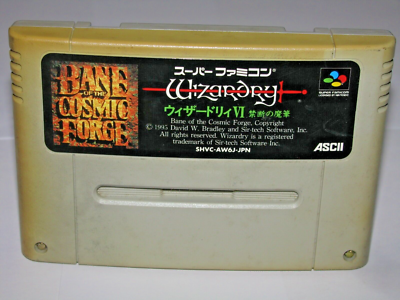 BANE
OF THE
COSMIC
FORGE
スーパー ファミコン
Wizardry
ウィザードリィVI 禁断の魔筆
Bane of the Cosmic Forge, Copyright
© 1995 David W. Bradley and Sir-tech Software, Inc.
All rights reserved. Wizardry is a registered
trademark of Sir-tech Software, Inc.
SHVC-AW6J-JPN
SUPER FAMICOM
ASCII